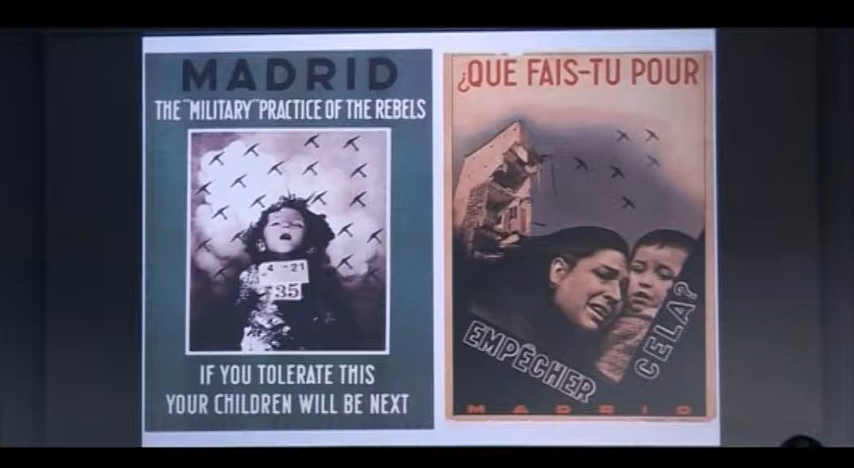 MADRID
THE "MILITARY" PRACTICE OF THE REBELS
4 - 21
35
IF YOU TOLERATE THIS
YOUR CHILDREN WILL BE NEXT
¿QUE FAIS-TU POUR
EMPÊCHER
CELA?
MADRID